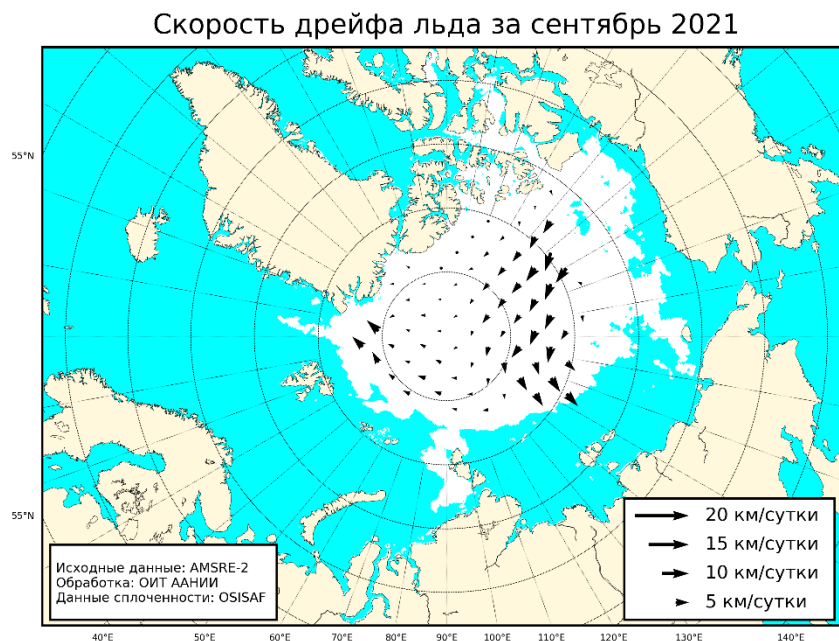 Скорость дрейфа льда за сентябрь 2021
55°N
55°N
20 км/сутки
15 км/сутки
10 км/сутки
5 км/сутки
Исходные данные: AMSRE-2
Обработка: ОИТ ААНИИ
Данные сплоченности: OSISAF
40°E 50°E 60°E 70°E 80°E 90°E 100°E 110°E 120°E 130°E 140°E